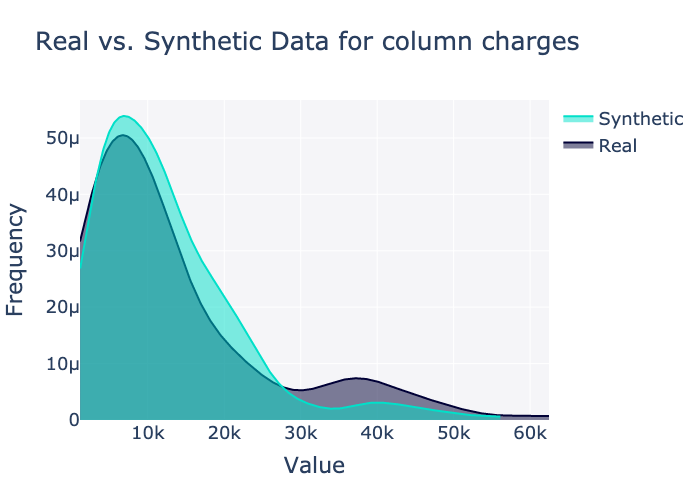 Real vs. Synthetic Data for column charges
Synthetic
Real
50μ
40μ
30μ
20μ
10μ
0
Frequency
10k
20k
30k
40k
50k
60k
Value